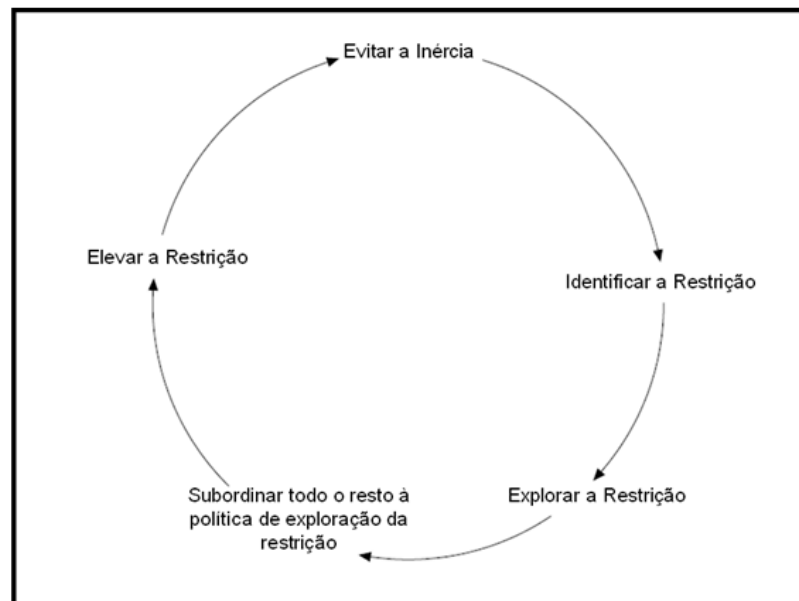 Evitar a Inércia
Identificar a Restrição
Explorar a Restrição
Subordinar todo o resto à
política de exploração da
restrição
Elevar a Restrição